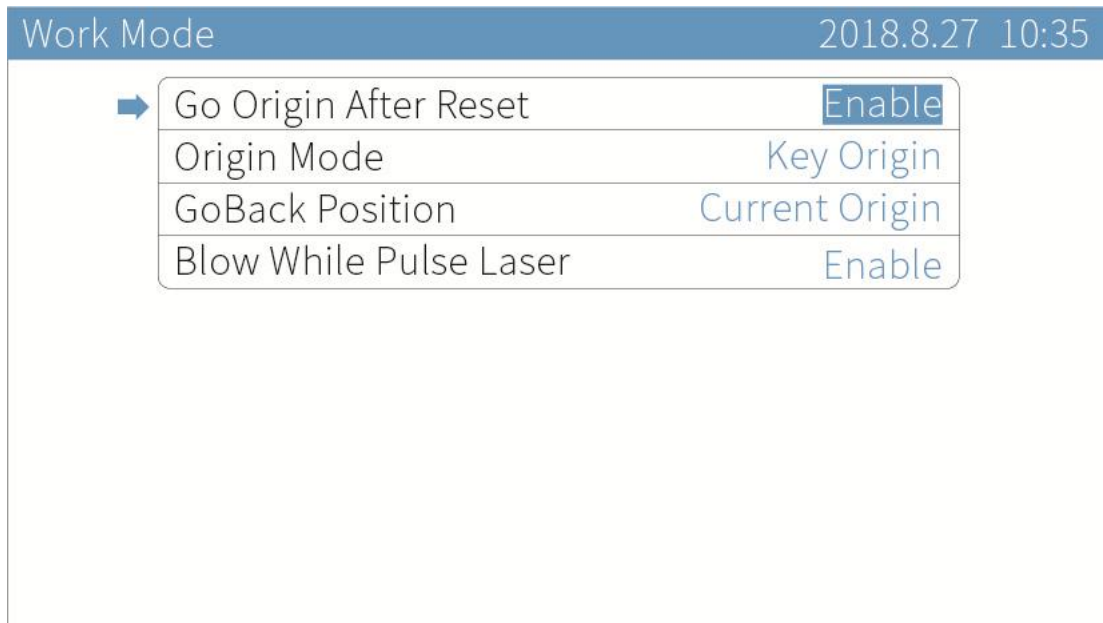 Work Mode 2018.8.27 10:35
Go Origin After Reset Enable
Origin Mode Key Origin
GoBack Position Current Origin
Blow While Pulse Laser Enable